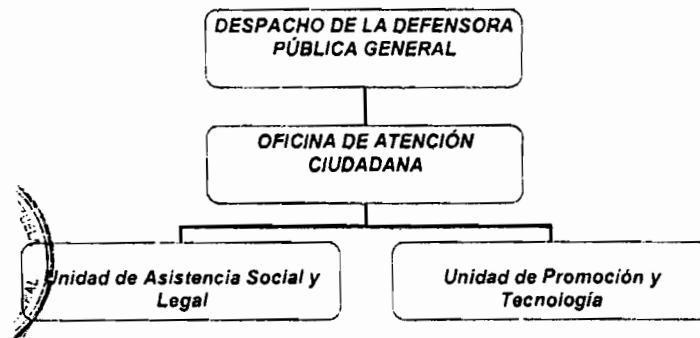 DESPACHO DE LA DEFENSORA
PÚBLICA GENERAL
OFICINA DE ATENCIÓN
CIUDADANA
Unidad de Asistencia Social y
Legal
Unidad de Promoción y
Tecnología